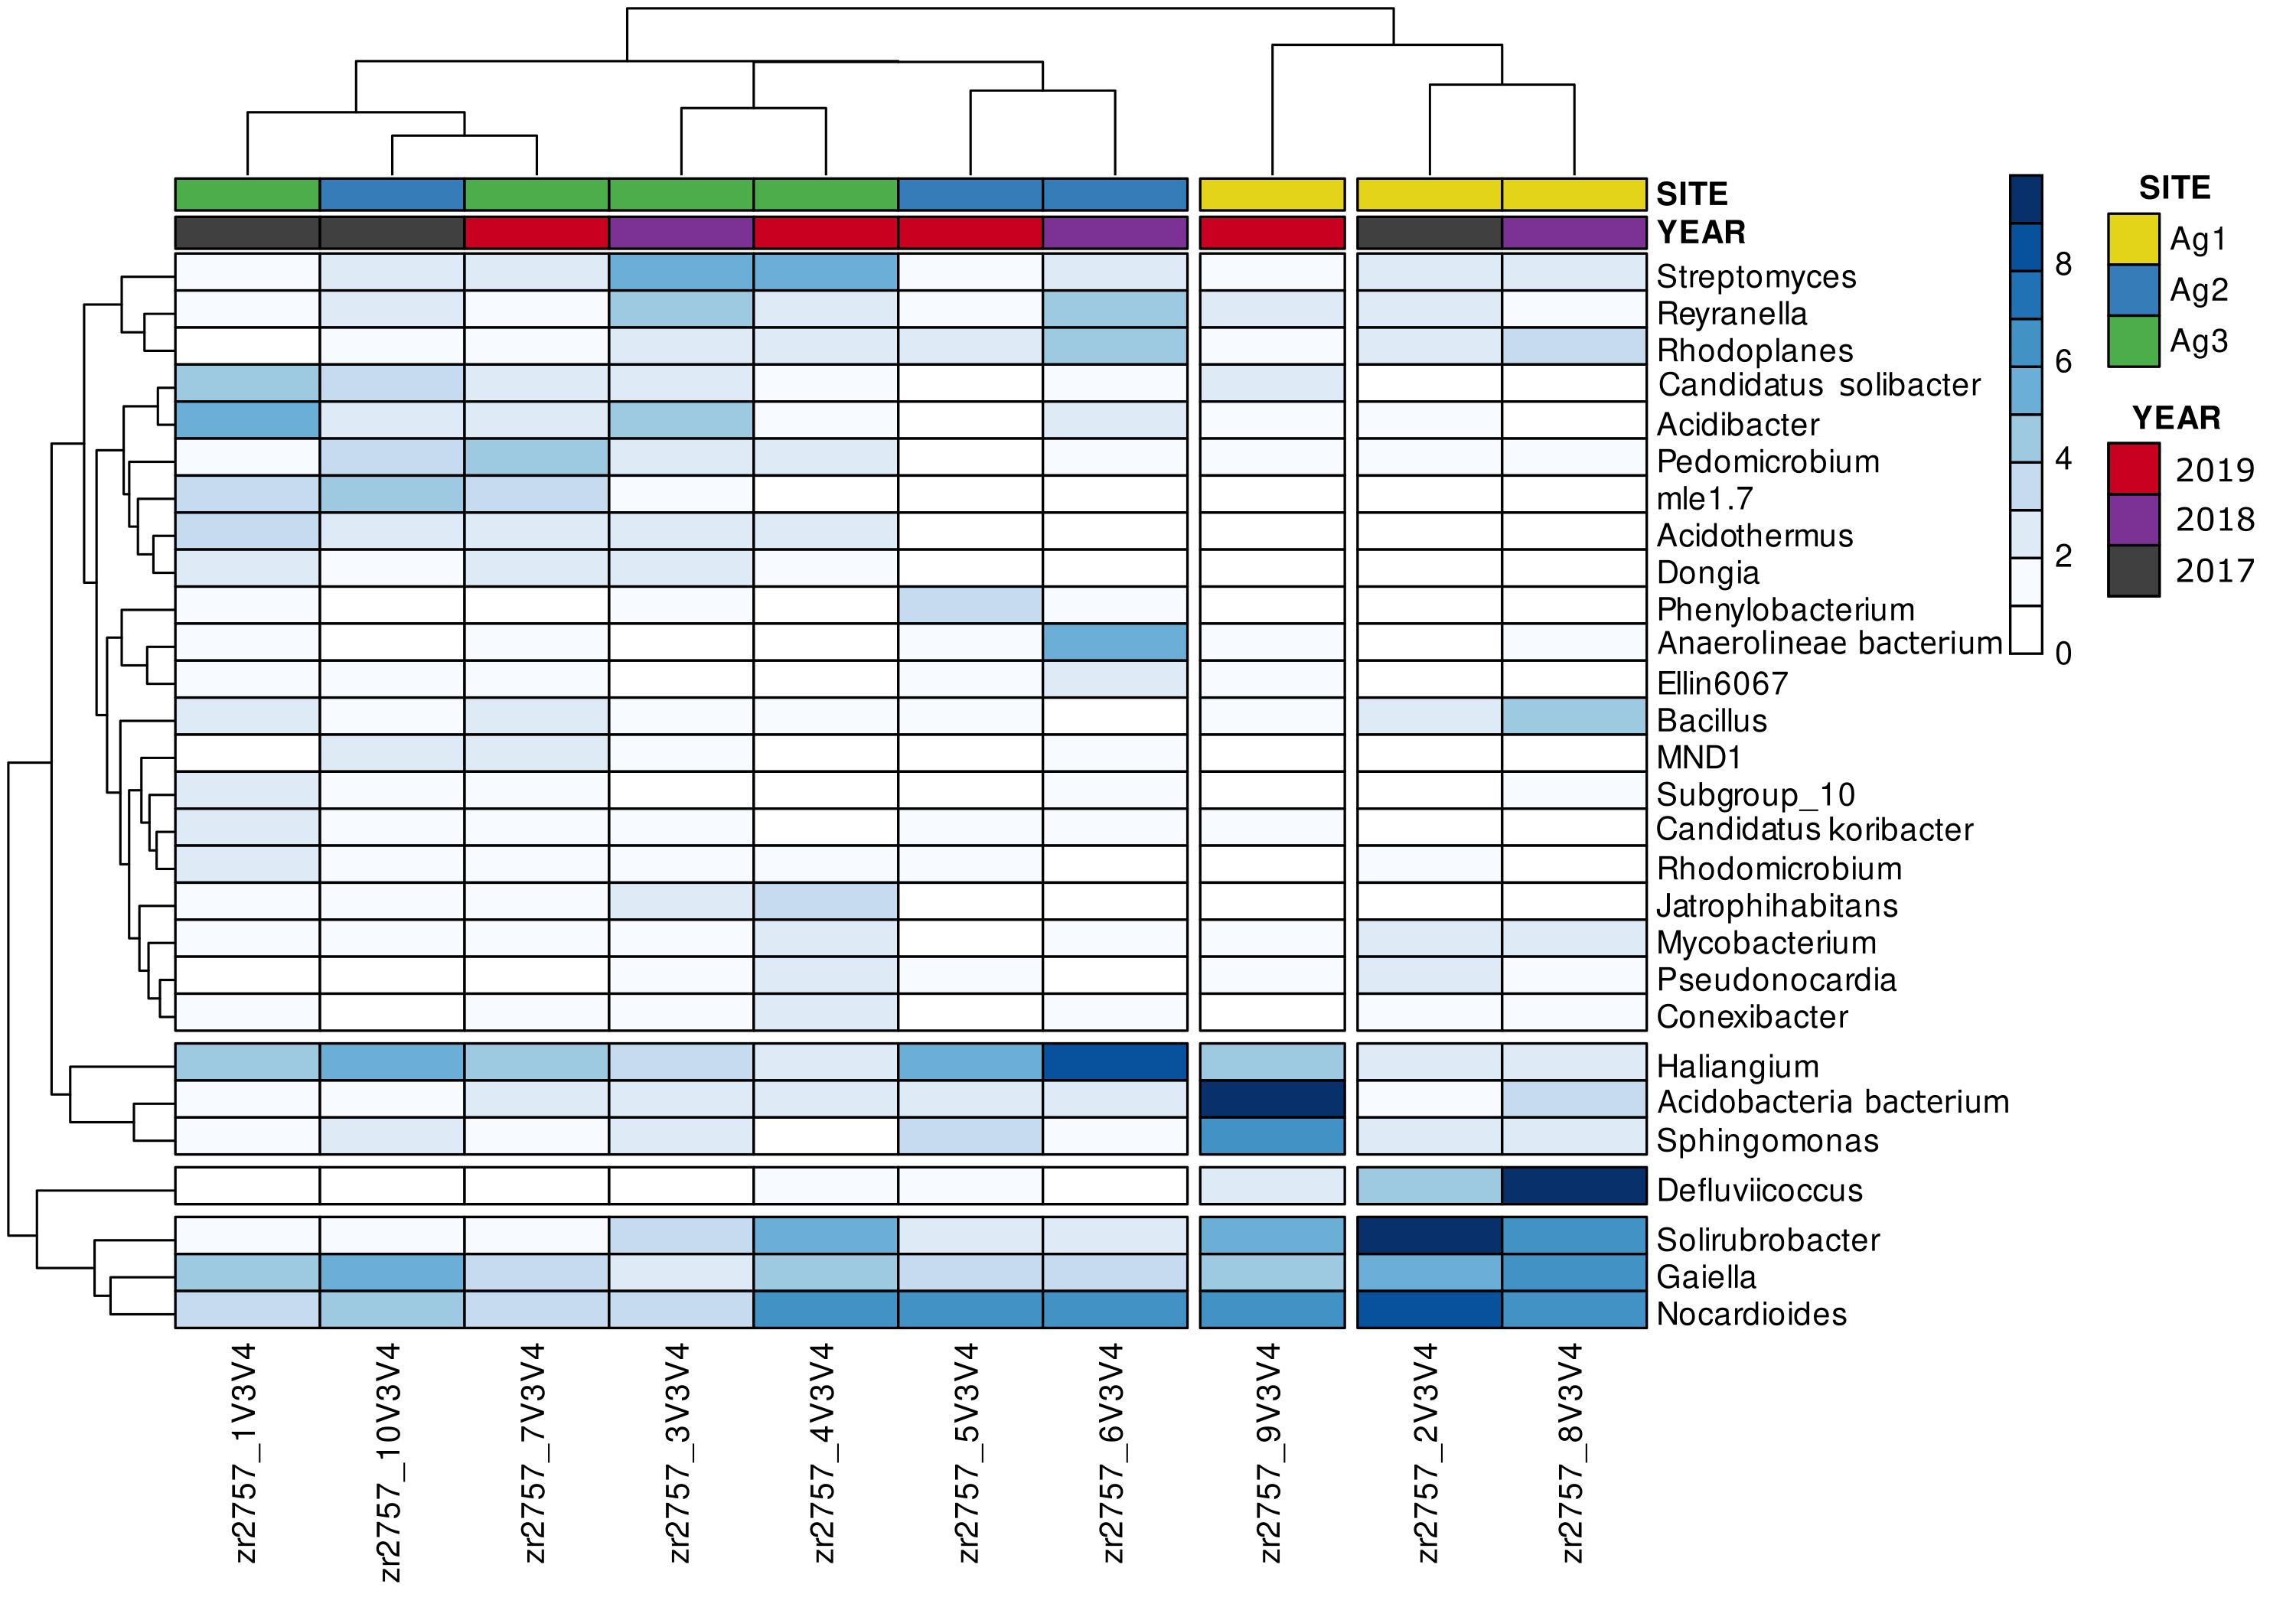 SITE
YEAR
Streptomyces
Reyranella
Rhodoplanes
Candidatus solibacter
Acidibacter
Pedomicrobium
mle1.7
Acidothermus
Dongia
Phenylobacterium
Anaerolineae bacterium
Ellin6067
Bacillus
MND1
Subgroup_10
Candidatus koribacter
Rhodomicrobium
Jatrophihabitans
Mycobacterium
Pseudonocardia
Conexibacter
Haliangium
Acidobacteria bacterium
Sphingomonas
Defluviicoccus
Solirubrobacter
Gaiella
Nocardioides
zr2757_1V3V4
zr2757_10V3V4
zr2757_7V3V4
zr2757_3V3V4
zr2757_4V3V4
zr2757_5V3V4
zr2757_6V3V4
zr2757_9V3V4
zr2757_2V3V4
zr2757_8V3V4
8
6
4
2
0
SITE
Ag1
Ag2
Ag3
YEAR
2019
2018
2017